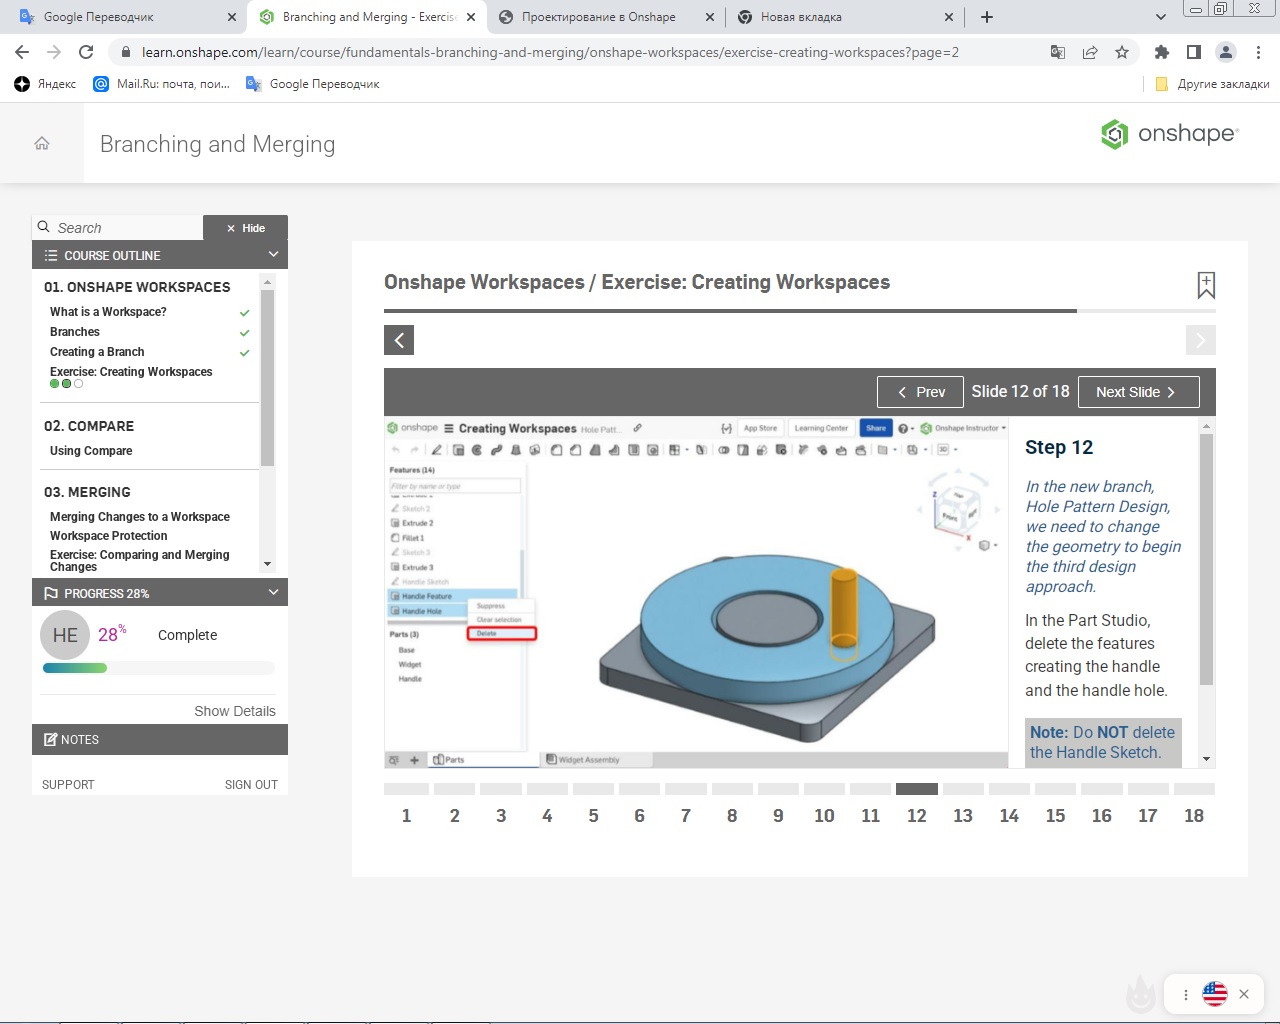 Google Переводчик
Branching and Merging - Exercise
Проектирование в Onshape
Новая вкладка
learn.onshape.com/learn/course/fundamentals-branching-and-merging/onshape-workspaces/exercise-creating-workspaces?page=2
Яндекс
Mail.Ru: почта, пои...
Google Переводчик
Другие закладки
Branching and Merging
onshape
Search
Hide
COURSE OUTLINE
01. ONSHAPE WORKSPACES
What is a Workspace?
Branches
Creating a Branch
Exercise: Creating Workspaces
02. COMPARE
Using Compare
03. MERGING
Merging Changes to a Workspace
Workspace Protection
Exercise: Comparing and Merging
Changes
PROGRESS 28%
HE
28%
Complete
Show Details
NOTES
SUPPORT
SIGN OUT
Onshape Workspaces / Exercise: Creating Workspaces
Prev
Slide 12 of 18
Next Slide
onshape
Creating Workspaces
Hole Patt...
App Store
Learning Center
Share
Onshape Instructor
Features (14)
Filter by name or type
Extrude 1
Sketch 2
Extrude 2
Fillet 1
Sketch 3
Extrude 3
Handle Sketch
Handle Feature
Handle Hole
Suppress
Clear selection
Delete
Parts (3)
Base
Widget
Handle
Z
Top
Front
Right
X
Parts
Widget Assembly
Step 12
In the new branch,
Hole Pattern Design,
we need to change
the geometry to begin
the third design
approach.
In the Part Studio,
delete the features
creating the handle
and the handle hole.
Note: Do NOT delete
the Handle Sketch.
1 2 3 4 5 6 7 8 9 10 11 12 13 14 15 16 17 18